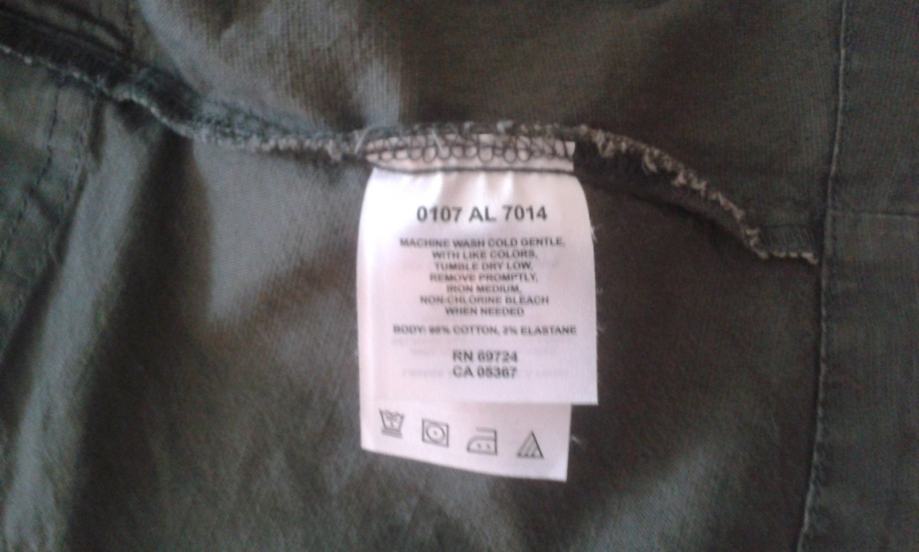 0107 AL 7014
MACHINE WASH COLD GENTLE,
WITH LIKE COLORS,
TUMBLE DRY LOW,
REMOVE PROMPTLY,
IRON MEDIUM,
NON-CHLORINE BLEACH
WHEN NEEDED
BODY: 98% COTTON, 2% ELASTANE
RN 69724
CA 05367